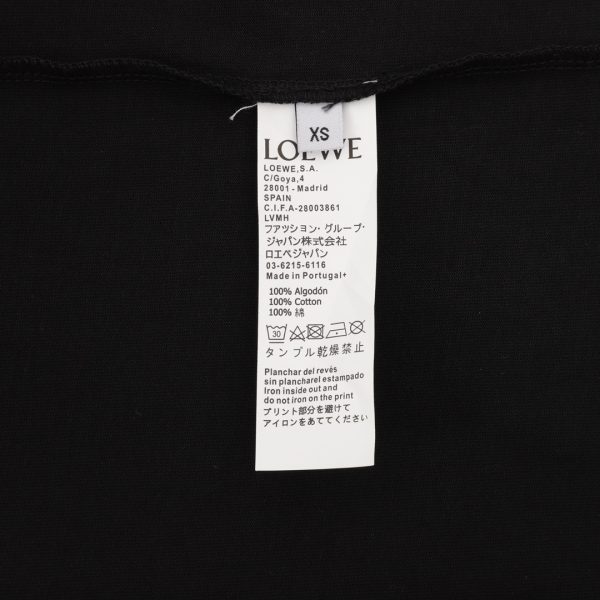 XS
LOEWE
LOEWE,S.A.
C/Goya,4
28001 - Madrid
SPAIN
C.I.F.A-28003861
LVMH
フアツション・グループ・
ジャパン株式会社
ロエベジャパン
03-6215-6116
Made in Portugal+
100% Algodón
100% Cotton
100% 綿
30
タンブル乾燥禁止
Planchar del revés
sin plancharel estampado
Iron inside out and
do not iron on the print
プリント部分を避けて
アイロンをあててください